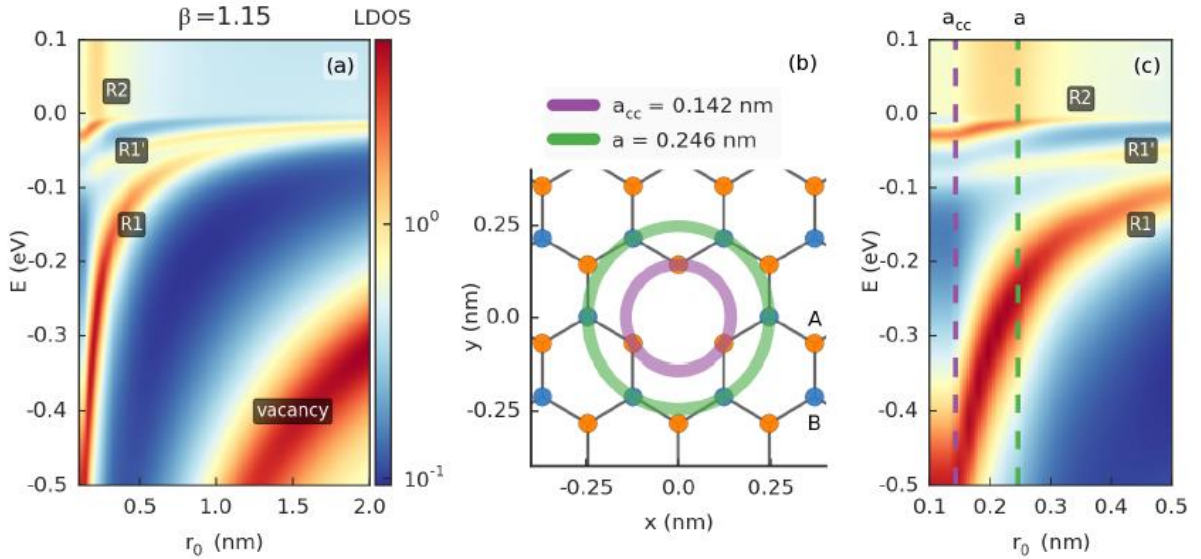 β=1.15
LDOS
(a)
R2
R1'
R1
vacancy
0.1
0.0
-0.1
-0.2
-0.3
-0.4
-0.5
E (eV)
0.5
1.0
1.5
2.0
r₀ (nm)
10⁰
10⁻¹
(b)
a_cc = 0.142 nm
a = 0.246 nm
A
B
0.25
0.0
-0.25
y (nm)
-0.25
0.0
0.25
x (nm)
a_cc
a
(c)
R2
R1'
R1
0.1
0.0
-0.1
-0.2
-0.3
-0.4
-0.5
E (eV)
0.1
0.2
0.3
0.4
0.5
r₀ (nm)